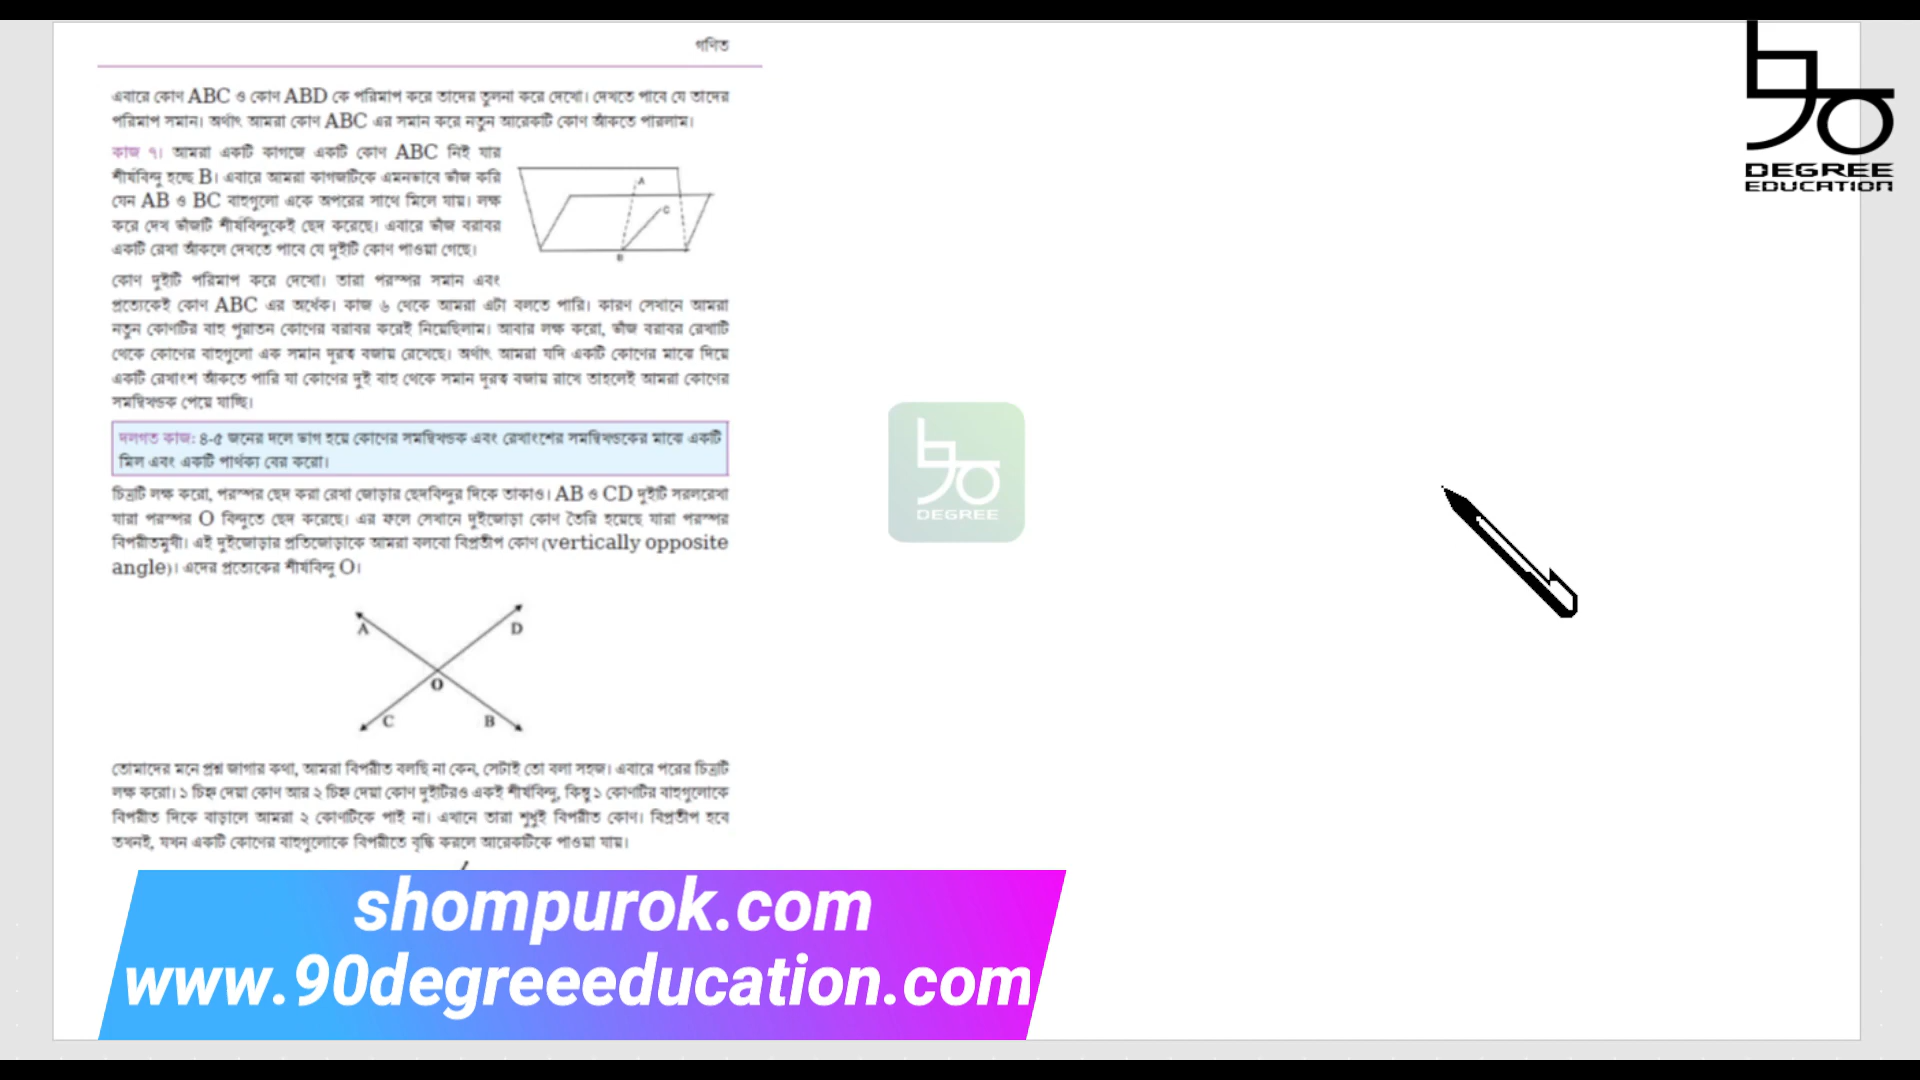 গণিত
এবারে কোণ ABC ও কোণ ABD কে পরিমাপ করে তাদের তুলনা করে দেখো। দেখতে পাবে যে তাদের
পরিমাপ সমান। অর্থাৎ আমরা কোণ ABC এর সমান করে নতুন আরেকটি কোণ আঁকতে পারলাম।
কাজ ৭। আমরা একটি কাগজে একটি কোণ ABC নিই যার
শীর্ষবিন্দু হচ্ছে B। এবারে আমরা কাগজটিকে এমনভাবে ভাঁজ করি
যেন AB ও BC বাহুগুলো একে অপরের সাথে মিলে যায়। লক্ষ
করে দেখ ভাঁজটি শীর্ষবিন্দুকেই ছেদ করেছে। এবারে ভাঁজ বরাবর
একটি রেখা আঁকলে দেখতে পাবে যে দুইটি কোণ পাওয়া গেছে।
A
C
B
কোণ দুইটি পরিমাপ করে দেখো। তারা পরস্পর সমান এবং
প্রত্যেকেই কোণ ABC এর অর্ধেক। কাজ ৬ থেকে আমরা এটা বলতে পারি। কারণ সেখানে আমরা
নতুন কোণটির বাহু পুরাতন কোণের বরাবর করেই নিয়েছিলাম। আবার লক্ষ করো, ভাঁজ বরাবর রেখাটি
থেকে কোণের বাহুগুলো এক সমান দূরত্ব বজায় রেখেছে। অর্থাৎ আমরা যদি একটি কোণের মাঝে দিয়ে
একটি রেখাংশ আঁকতে পারি যা কোণের দুই বাহু থেকে সমান দূরত্ব বজায় রাখে তাহলেই আমরা কোণের
সমদ্বিখন্ডক পেয়ে যাচ্ছি।
দলগত কাজ: ৪-৫ জনের দলে ভাগ হয়ে কোণের সমদ্বিখন্ডক এবং রেখাংশের সমদ্বিখন্ডকের মাঝে একটি
মিল এবং একটি পার্থক্য বের করো।
চিত্রটি লক্ষ করো, পরস্পর ছেদ করা রেখা জোড়ার ছেদবিন্দুর দিকে তাকাও। AB ও CD দুইটি সরলরেখা
যারা পরস্পর O বিন্দুতে ছেদ করেছে। এর ফলে সেখানে দুইজোড়া কোণ তৈরি হয়েছে যারা পরস্পর
বিপরীতমুখী। এই দুইজোড়ার প্রতিজোড়াকে আমরা বলবো বিপ্রতীপ কোণ (vertically opposite
angle)। এদের প্রত্যেকের শীর্ষবিন্দু O।
A D
O
C B
তোমাদের মনে প্রশ্ন জাগার কথা, আমরা বিপরীত বলছি না কেন, সেটাই তো বলা সহজ। এবারে পরের চিত্রটি
লক্ষ করো। ১ চিহ্ন দেয়া কোণ আর ২ চিহ্ন দেয়া কোণ দুইটিরও একই শীর্ষবিন্দু, কিন্তু ১ কোণটির বাহুগুলোকে
বিপরীত দিকে বাড়ালে আমরা ২ কোণটিকে পাই না। এখানে তারা শুধুই বিপরীত কোণ। বিপ্রতীপ হবে
তখনই, যখন একটি কোণের বাহুগুলোকে বিপরীতে বৃদ্ধি করলে আরেকটিকে পাওয়া যায়।
90
DEGREE
EDUCATION
90
DEGREE
shompurok.com
www.90degreeeducation.com